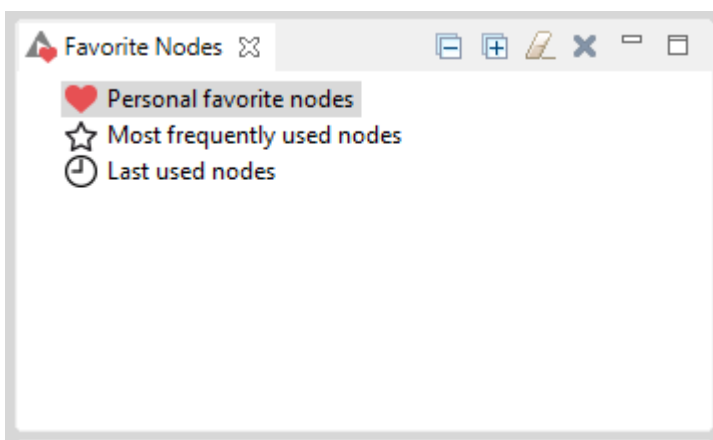 Favorite Nodes
Personal favorite nodes
Most frequently used nodes
Last used nodes